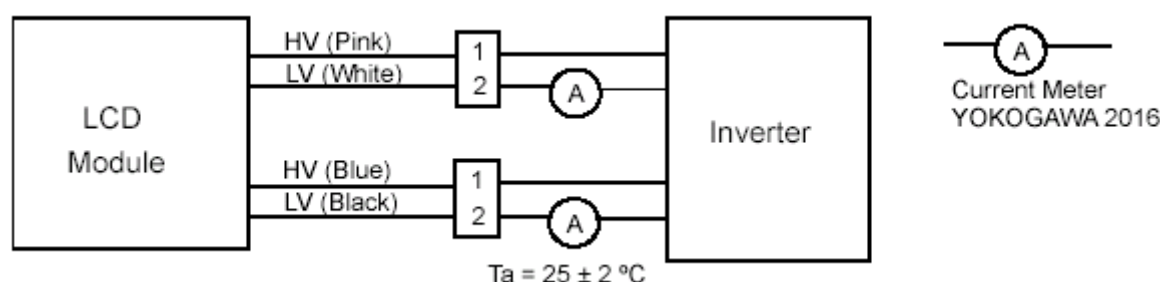 HV (Pink)
LV (White)
1
2
A
LCD
Module
HV (Blue)
LV (Black)
1
2
A
Inverter
A
Current Meter
YOKOGAWA 2016
Ta = 25 ± 2 ºC